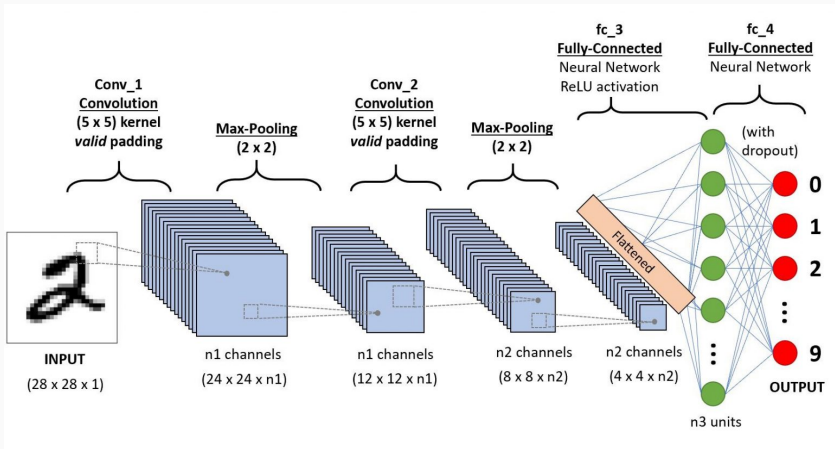 Conv_1
Convolution
(5 x 5) kernel
valid padding
Max-Pooling
(2 x 2)
Conv_2
Convolution
(5 x 5) kernel
valid padding
Max-Pooling
(2 x 2)
fc_3
Fully-Connected
Neural Network
ReLU activation
fc_4
Fully-Connected
Neural Network
(with
dropout)
Flattened
0
1
2
9
OUTPUT
2
INPUT
(28 x 28 x 1)
n1 channels
(24 x 24 x n1)
n1 channels
(12 x 12 x n1)
n2 channels
(8 x 8 x n2)
n2 channels
(4 x 4 x n2)
n3 units